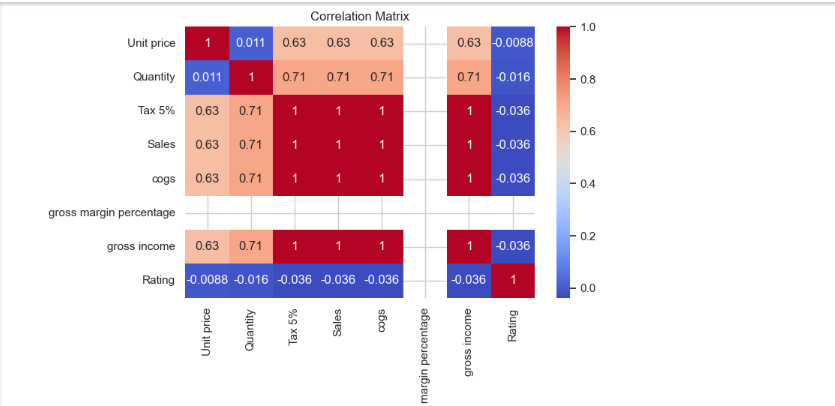 Correlation Matrix
Unit price 1 0.011 0.63 0.63 0.63 0.63 -0.0088
Quantity 0.011 1 0.71 0.71 0.71 0.71 -0.016
Tax 5% 0.63 0.71 1 1 1 1 -0.036
Sales 0.63 0.71 1 1 1 1 -0.036
cogs 0.63 0.71 1 1 1 1 -0.036
gross margin percentage
gross income 0.63 0.71 1 1 1 1 -0.036
Rating -0.0088 -0.016 -0.036 -0.036 -0.036 -0.036 1
Unit price
Quantity
Tax 5%
Sales
cogs
margin percentage
gross income
Rating
1.0
0.8
0.6
0.4
0.2
0.0